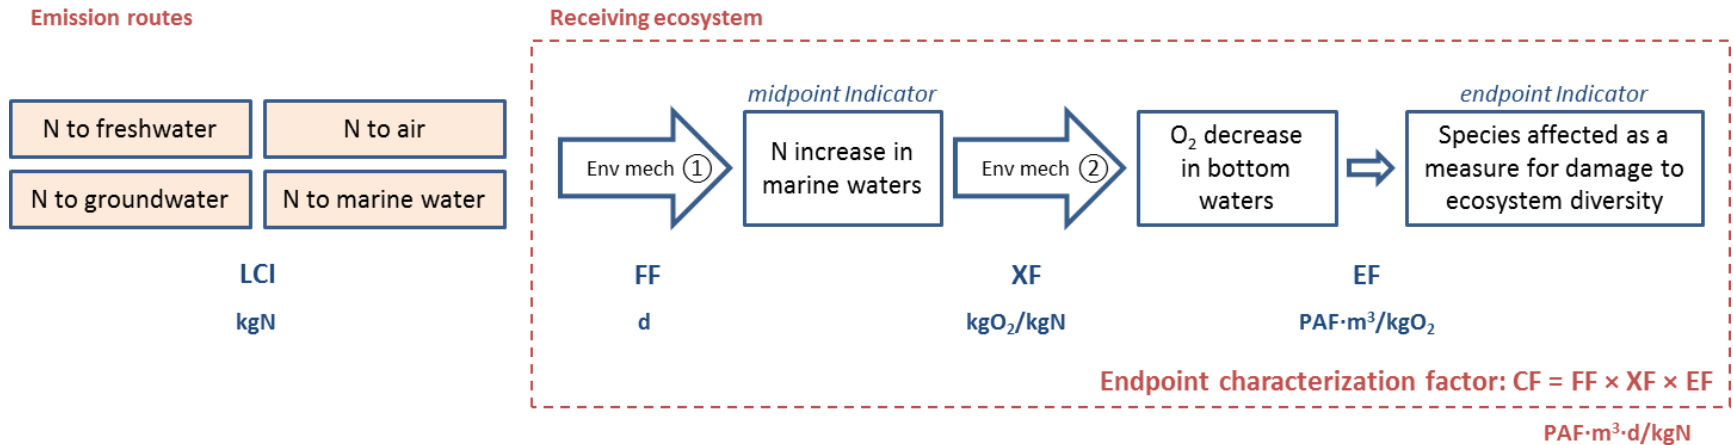 Emission routes
Receiving ecosystem
N to freshwater
N to air
N to groundwater
N to marine water
LCI
kgN
Env mech ①
FF
d
midpoint Indicator
N increase in
marine waters
Env mech ②
XF
kgO₂/kgN
O₂ decrease
in bottom
waters
EF
PAF·m³/kgO₂
endpoint Indicator
Species affected as a
measure for damage to
ecosystem diversity
Endpoint characterization factor: CF = FF × XF × EF
PAF·m³·d/kgN